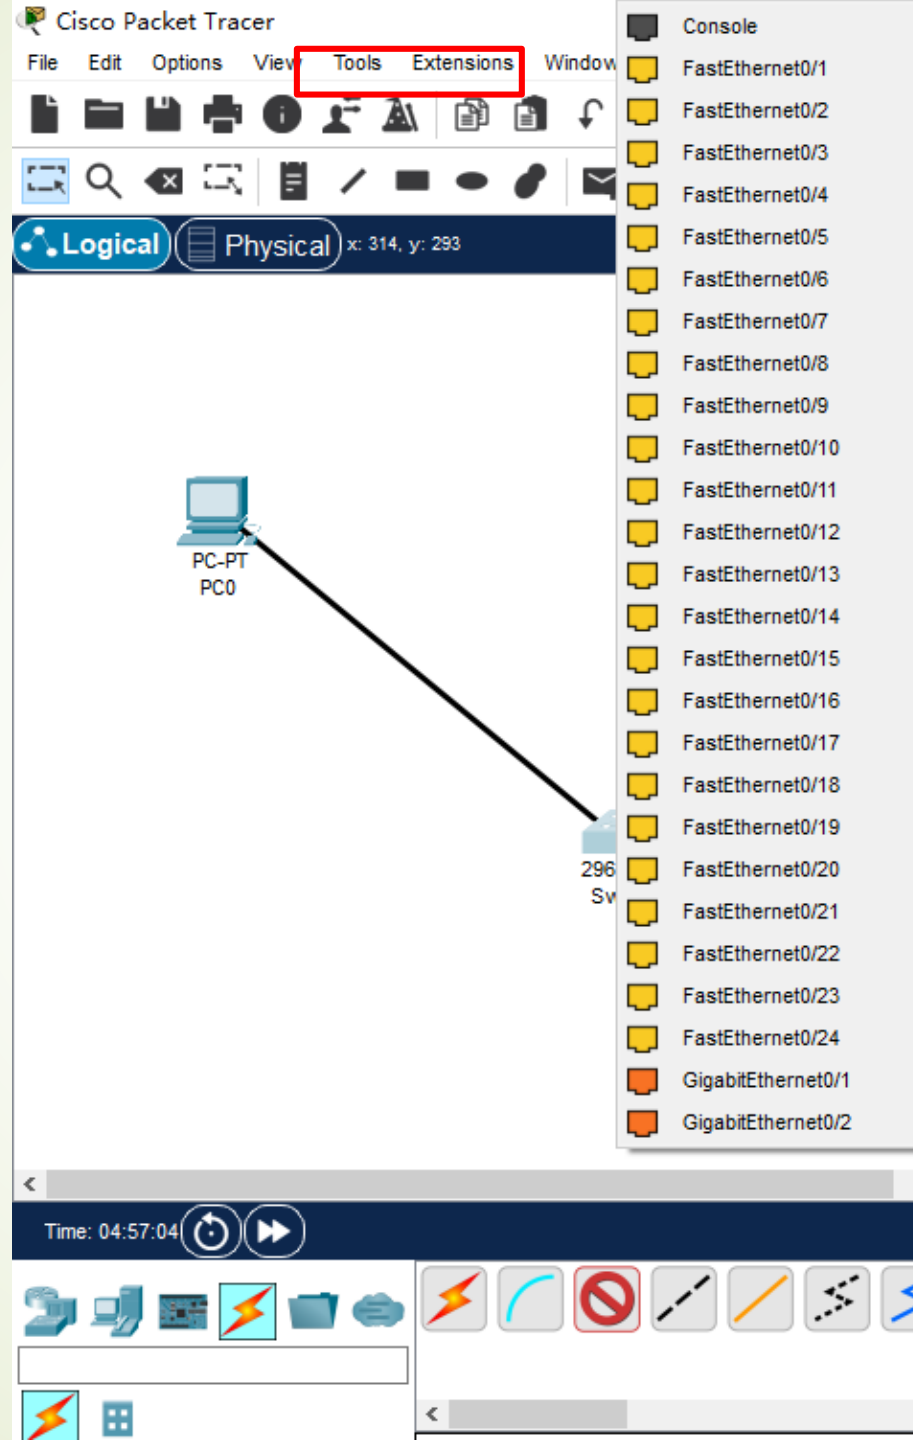 Cisco Packet Tracer
File Edit Options View Tools Extensions Window
Logical Physical x: 314, y: 293
Console
FastEthernet0/1
FastEthernet0/2
FastEthernet0/3
FastEthernet0/4
FastEthernet0/5
FastEthernet0/6
FastEthernet0/7
FastEthernet0/8
FastEthernet0/9
FastEthernet0/10
FastEthernet0/11
FastEthernet0/12
FastEthernet0/13
FastEthernet0/14
FastEthernet0/15
FastEthernet0/16
FastEthernet0/17
FastEthernet0/18
FastEthernet0/19
FastEthernet0/20
FastEthernet0/21
FastEthernet0/22
FastEthernet0/23
FastEthernet0/24
GigabitEthernet0/1
GigabitEthernet0/2
PC-PT
PC0
296
Sw
Time: 04:57:04